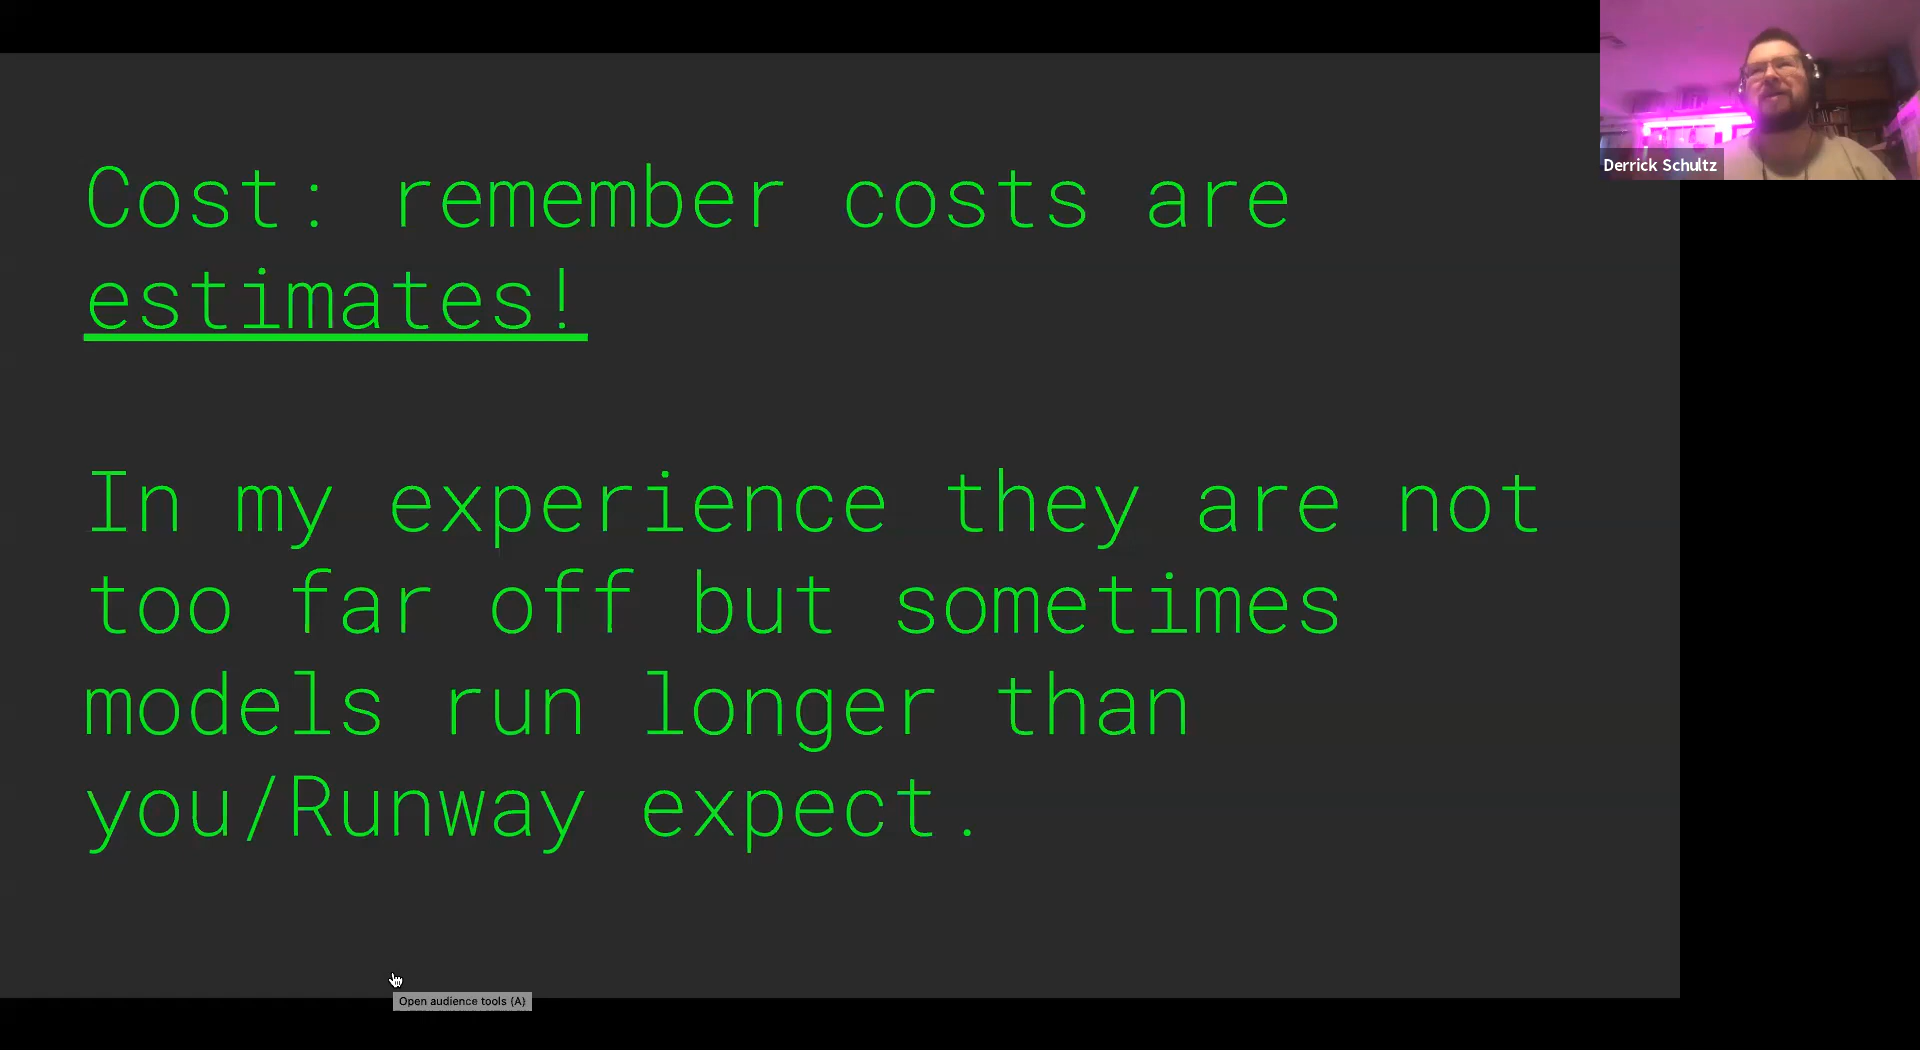 Cost: remember costs are
estimates!
In my experience they are not
too far off but sometimes
models run longer than
you/Runway expect.
Derrick Schultz
Open audience tools (A)